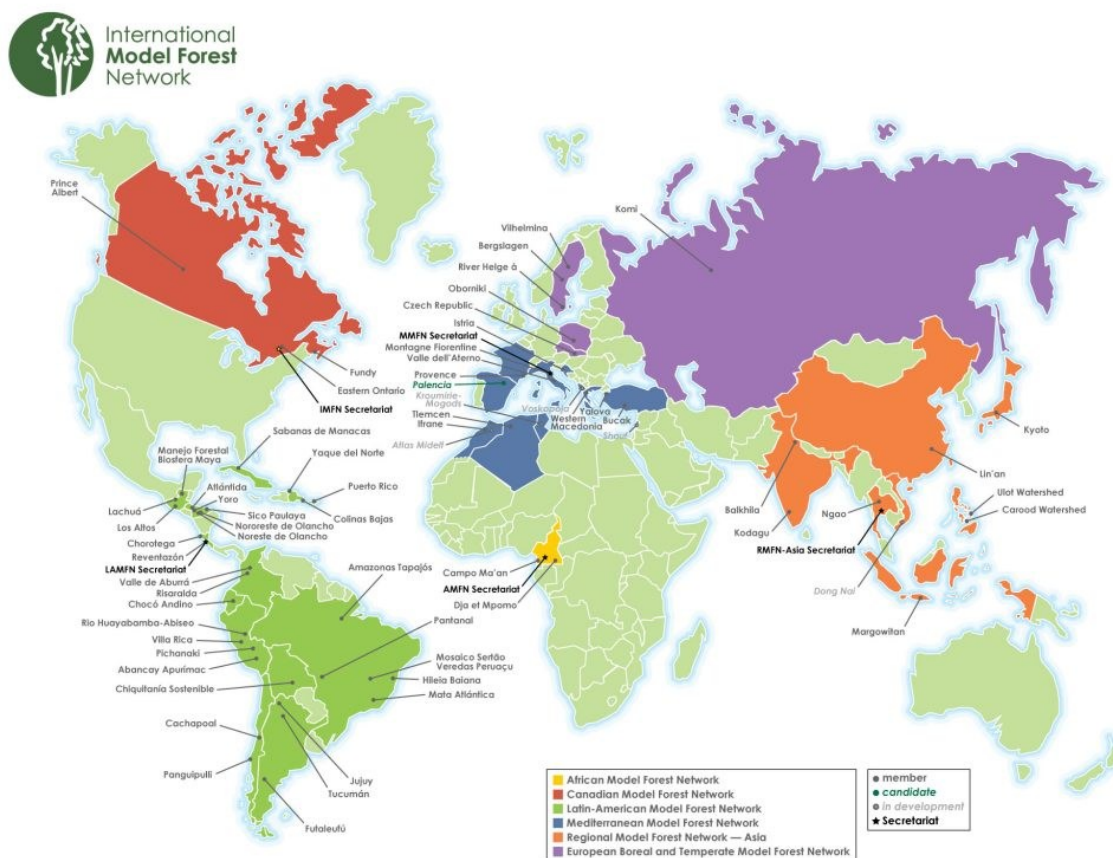 International
Model Forest
Network
Prince
Albert
Fundy
Eastern Ontario
IMFN Secretariat
Sabanas de Manacas
Manejo Forestal
Biosfera Maya
Yaque del Norte
Atlántida
Yoro
Puerto Rico
Lachuá
Sico Paulaya
Colinas Bajas
Los Altos
Nororeste de Olancho
Noreste de Olancho
Chorotega
Reventazón
LAMFN Secretariat
Valle de Aburrá
Risaralda
Chocó Andino
Amazonas Tapajós
Rio Huayabamba-Abiseo
Villa Rica
Pichanaki
Abancay Apurímac
Chiquitanía Sostenible
Pantanal
Mosaico Sertão
Veredas Peruaçu
Hileia Baiana
Mata Atlántica
Cachapoal
Panguipulli
Jujuy
Tucumán
Futaleufú
Komi
Vilhelmina
Bergslagen
River Helge å
Oborniki
Czech Republic
Istria
MMFN Secretariat
Montagne Fiorentine
Valle dell'Aterno
Provence
Palencia
Kroumirie-
Mogods
Tlemcen
Ifrane
Atlas Midelt
Voskopoja
Western
Macedonia
Yalova
Bucak
Shouf
Campo Ma'an
AMFN Secretariat
Dja et Mpomo
Kyoto
Lin'an
Balkhila
Kodagu
Ngao
Ulot Watershed
Carood Watershed
RMFN-Asia Secretariat
Dong Nai
Margowitan
African Model Forest Network
Canadian Model Forest Network
Latin-American Model Forest Network
Mediterranean Model Forest Network
Regional Model Forest Network — Asia
European Boreal and Temperate Model Forest Network
member
candidate
in development
Secretariat